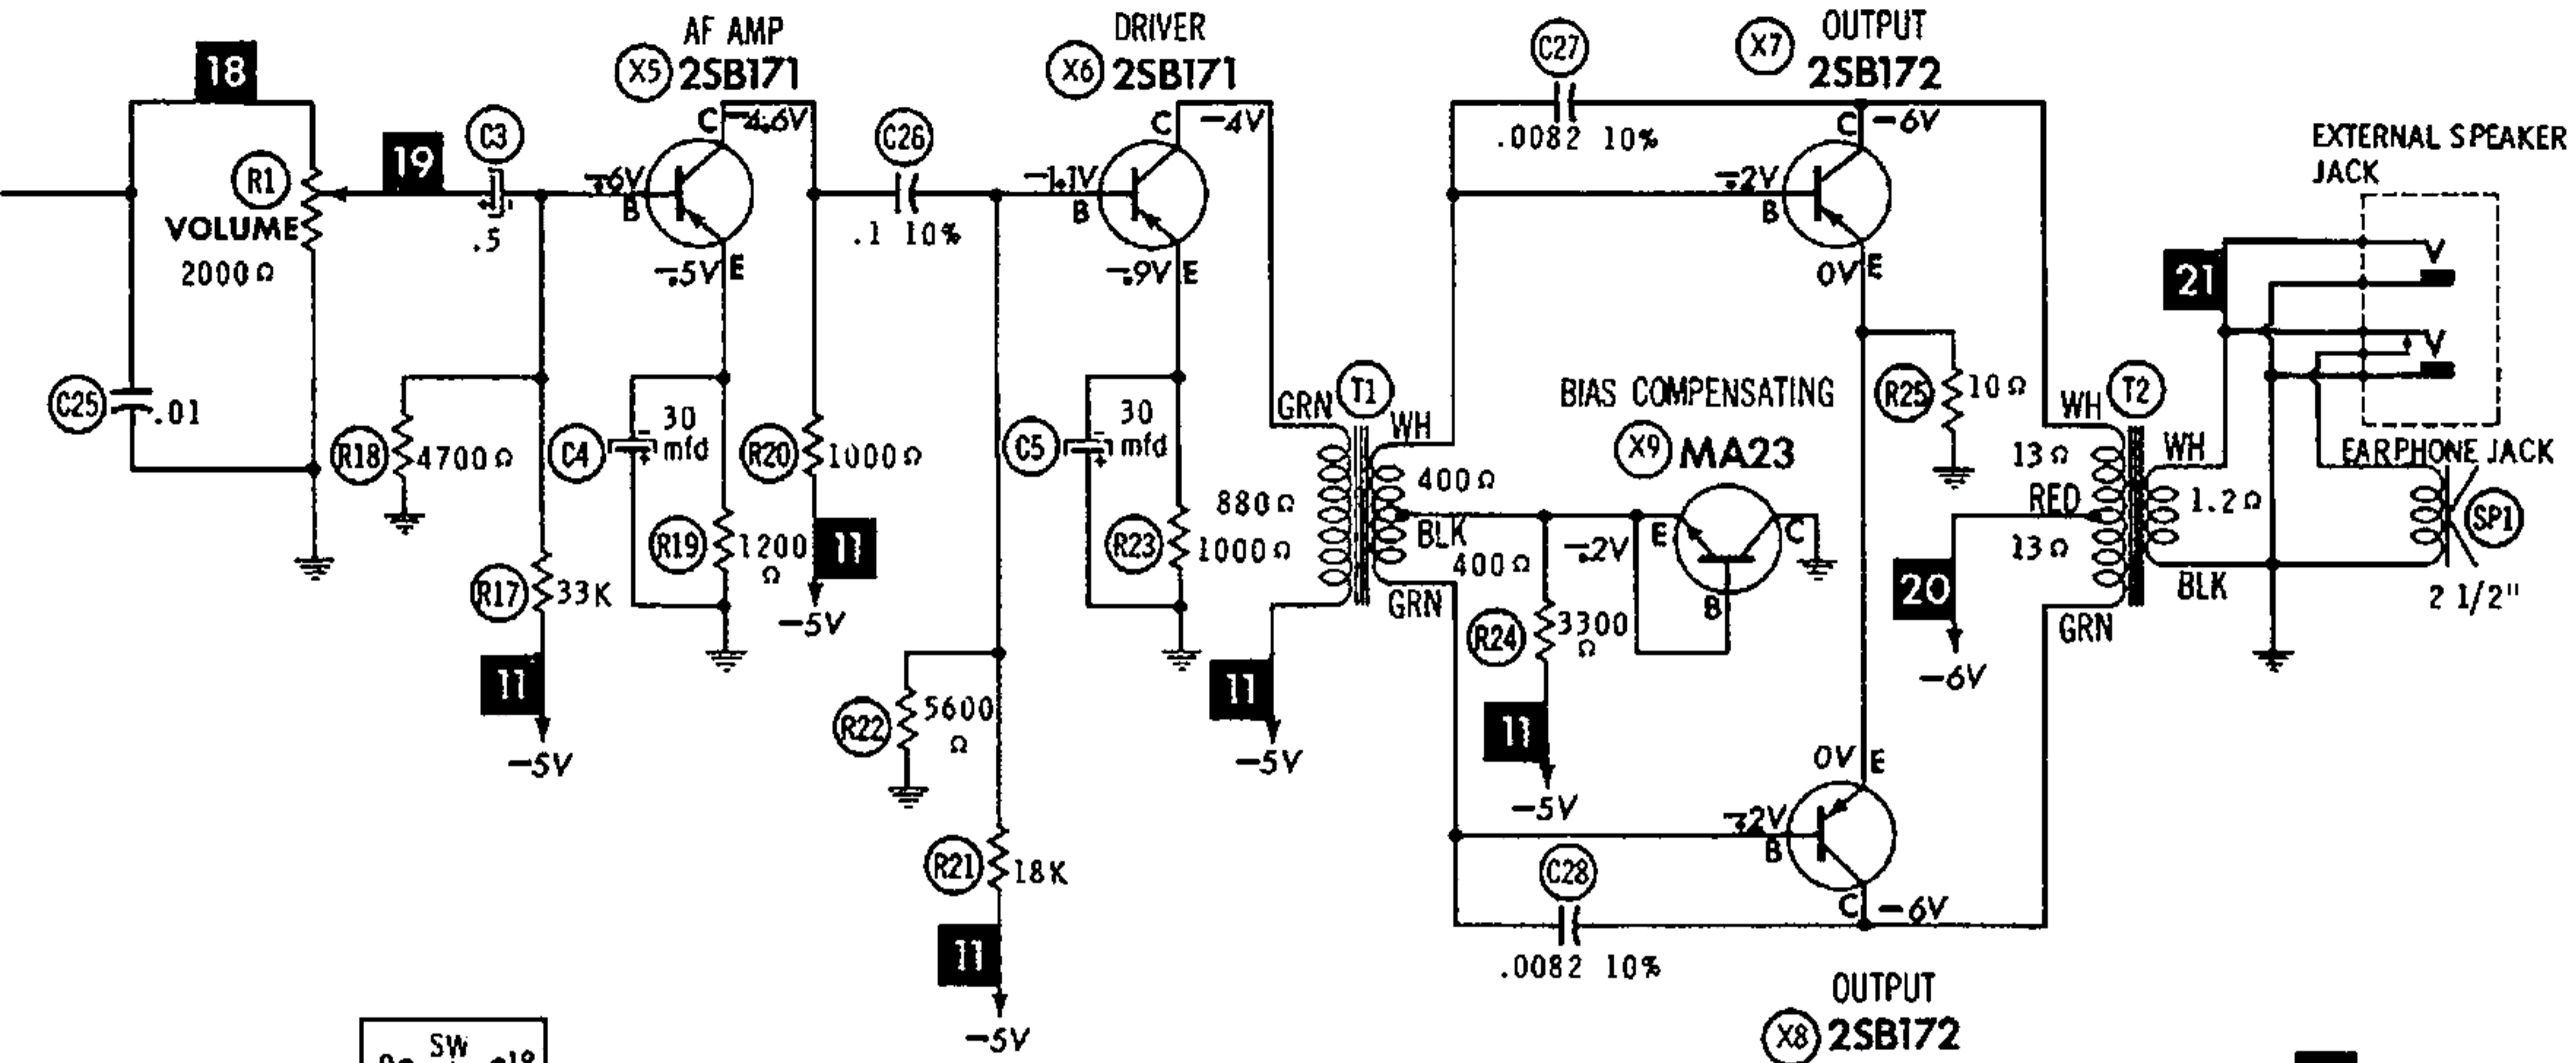 18
R1
VOLUME
2000Ω
C25
.01
19
C3
.5
AF AMP
X5 2SB171
C -4.6V
-.6V
B
-.5V E
R18
4700Ω
R17
33K
11
-5V
C4
30
mfd
R19
1200
Ω
R20
1000Ω
11
-5V
C26
.1 10%
DRIVER
X6 2SB171
C -4V
-1.1V
B
-.9V E
C5
30
mfd
R23
1000Ω
R22
5600
Ω
R21
18K
11
-5V
GRN
T1
880Ω
11
-5V
WH
400Ω
BLK
400Ω
GRN
C27
.0082 10%
OUTPUT
X7 2SB172
C -6V
-.2V
B
0V E
BIAS COMPENSATING
X9 MA23
-.2V
E
C
B
R24
3300
Ω
11
-5V
R25
10Ω
0V E
-.2V
B
C -6V
C28
.0082 10%
OUTPUT
X8 2SB172
WH
T2
13Ω
RED
13Ω
GRN
20
-6V
WH
1.2Ω
BLK
21
EXTERNAL SPEAKER
JACK
EARPHONE JACK
SP1
2 1/2"
SW